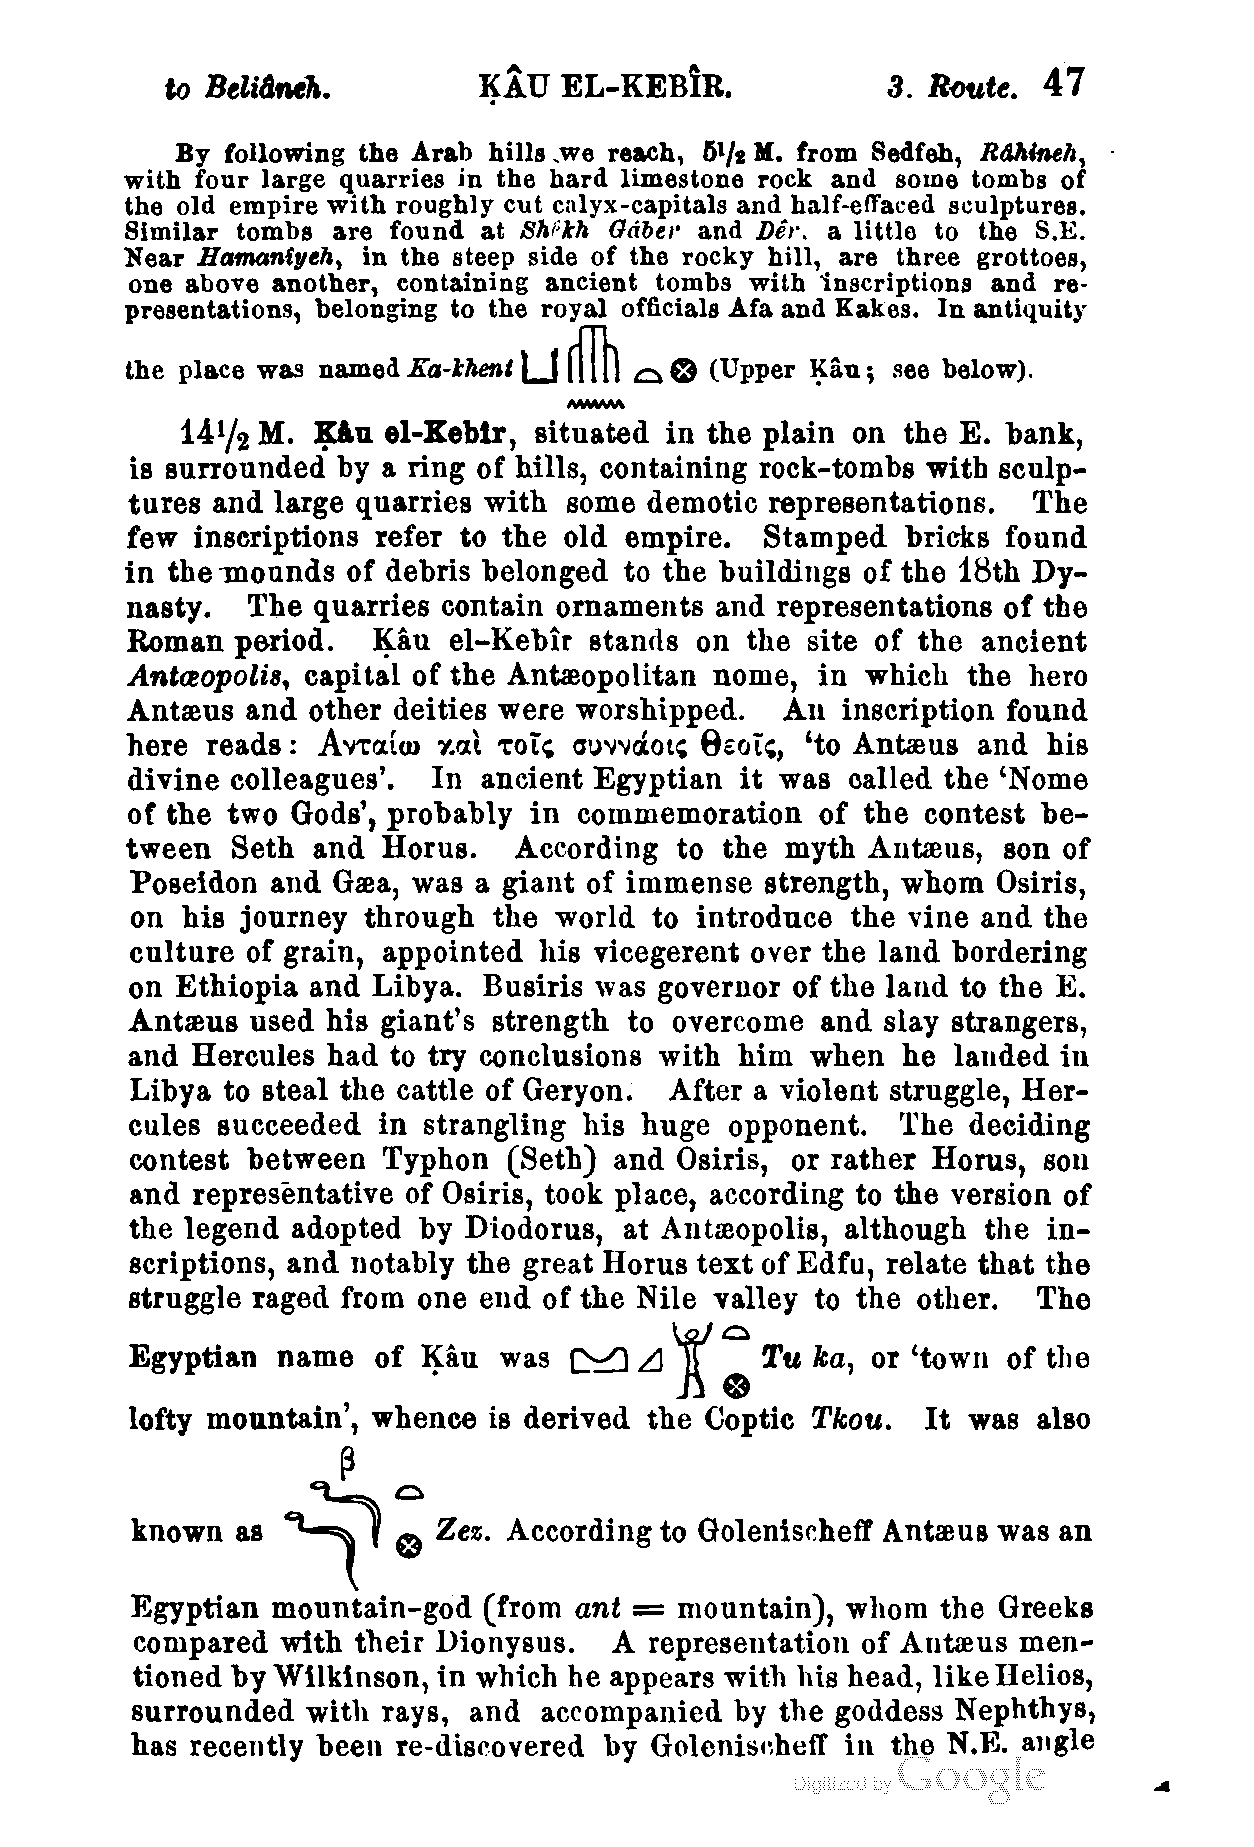 to Beliâneh. ḲÂU EL-KEBÎR. 3. Route. 47
By following the Arab hills we reach, 5½ M. from Sedfeh, Râhineh,
with four large quarries in the hard limestone rock and some tombs of
the old empire with roughly cut calyx-capitals and half-effaced sculptures.
Similar tombs are found at Shêkh Gâber and Dêr, a little to the S.E.
Near Hamanîyeh, in the steep side of the rocky hill, are three grottoes,
one above another, containing ancient tombs with inscriptions and re-
presentations, belonging to the royal officials Afa and Kakes. In antiquity
the place was named Ka-khent (Upper Ḳâu; see below).
14½ M. Ḳâu el-Kebîr, situated in the plain on the E. bank,
is surrounded by a ring of hills, containing rock-tombs with sculp-
tures and large quarries with some demotic representations. The
few inscriptions refer to the old empire. Stamped bricks found
in the mounds of debris belonged to the buildings of the 18th Dy-
nasty. The quarries contain ornaments and representations of the
Roman period. Ḳâu el-Kebîr stands on the site of the ancient
Antæopolis, capital of the Antæopolitan nome, in which the hero
Antæus and other deities were worshipped. An inscription found
here reads: Ανταίω καὶ τοῖς συννάοις θεοῖς, ‘to Antæus and his
divine colleagues’. In ancient Egyptian it was called the ‘Nome
of the two Gods’, probably in commemoration of the contest be-
tween Seth and Horus. According to the myth Antæus, son of
Poseidon and Gæa, was a giant of immense strength, whom Osiris,
on his journey through the world to introduce the vine and the
culture of grain, appointed his vicegerent over the land bordering
on Ethiopia and Libya. Busiris was governor of the land to the E.
Antæus used his giant's strength to overcome and slay strangers,
and Hercules had to try conclusions with him when he landed in
Libya to steal the cattle of Geryon. After a violent struggle, Her-
cules succeeded in strangling his huge opponent. The deciding
contest between Typhon (Seth) and Osiris, or rather Horus, son
and representative of Osiris, took place, according to the version of
the legend adopted by Diodorus, at Antæopolis, although the in-
scriptions, and notably the great Horus text of Edfu, relate that the
struggle raged from one end of the Nile valley to the other. The
Egyptian name of Ḳâu was Tu ka, or ‘town of the
lofty mountain’, whence is derived the Coptic Tkou. It was also
β
known as Zez. According to Golenischeff Antæus was an
Egyptian mountain-god (from ant = mountain), whom the Greeks
compared with their Dionysus. A representation of Antæus men-
tioned by Wilkinson, in which he appears with his head, like Helios,
surrounded with rays, and accompanied by the goddess Nephthys,
has recently been re-discovered by Golenischeff in the N.E. angle
Digitized by Google